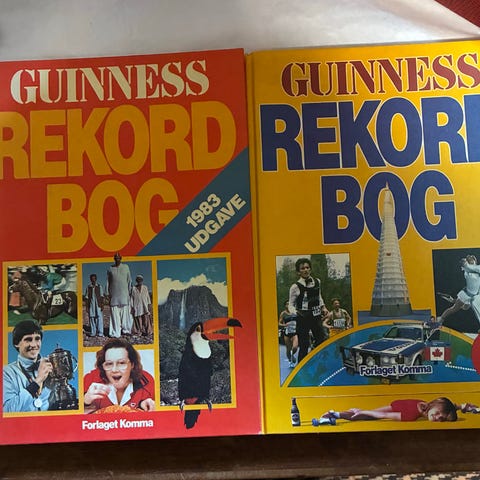 GUINNESS
REKORD
BOG
1983
UDGAVE
Forlaget Komma
GUINNESS
REKORD
BOG
Forlaget Komma